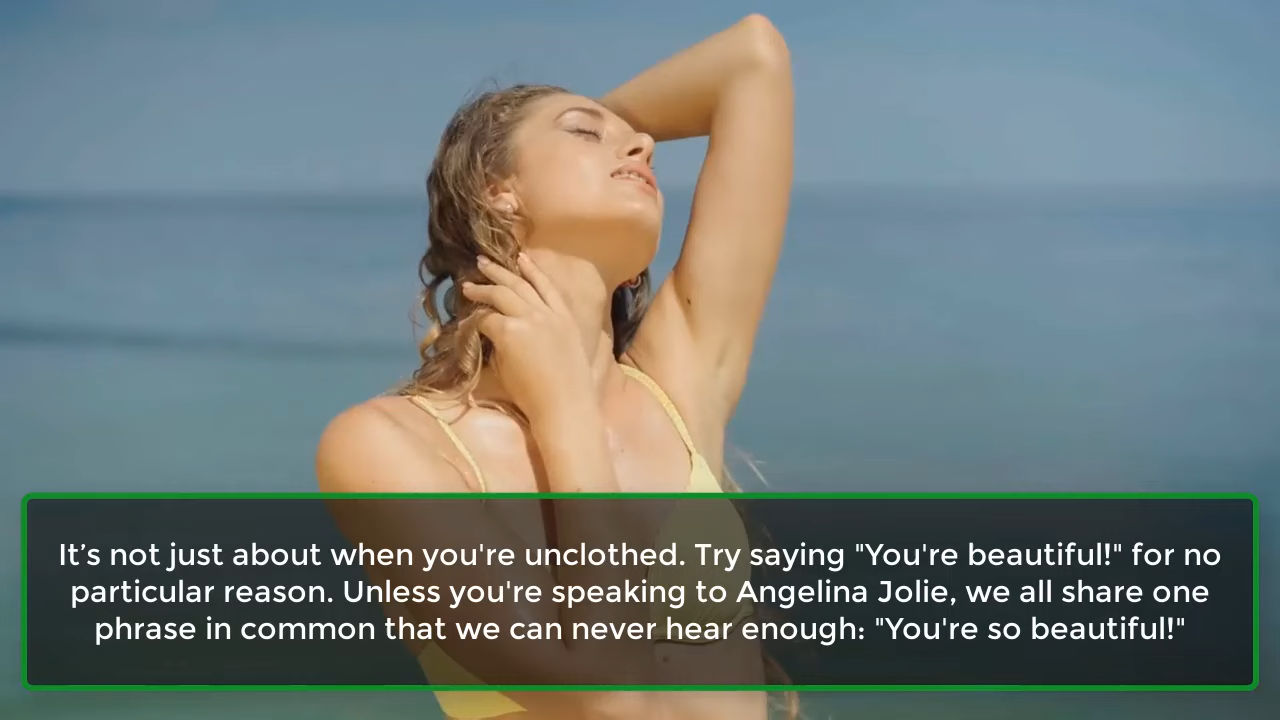 It’s not just about when you're unclothed. Try saying "You're beautiful!" for no
particular reason. Unless you're speaking to Angelina Jolie, we all share one
phrase in common that we can never hear enough: "You're so beautiful!"